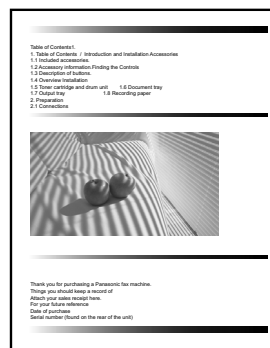 Table of Contents1.
1. Table of Contents / Introduction and Installation Accessories
1.1 Included accessories.
1.2 Accessory information.Finding the Controls
1.3 Description of buttons.
1.4 Overview Installation
1.5 Toner cartridge and drum unit 1.6 Document tray
1.7 Output tray 1.8 Recording paper
2. Preparation
2.1 Connections
Thank you for purchasing a Panasonic fax machine.
Things you should keep a record of
Attach your sales receipt here.
For your future reference
Date of purchase
Serial number (found on the rear of the unit)